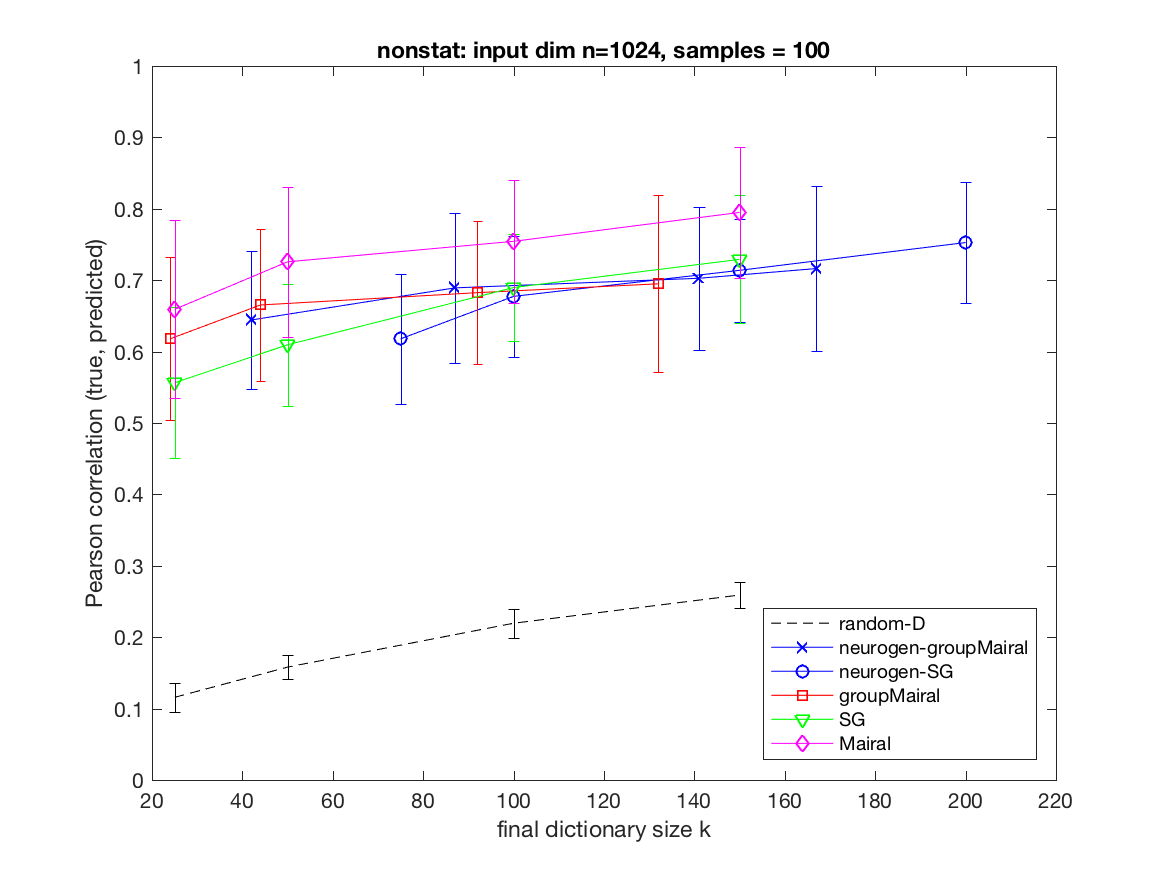 nonstat: input dim n=1024, samples = 100
Pearson correlation (true, predicted)
1
0.9
0.8
0.7
0.6
0.5
0.4
0.3
0.2
0.1
0
random-D
neurogen-groupMairal
neurogen-SG
groupMairal
SG
Mairal
20 40 60 80 100 120 140 160 180 200 220
final dictionary size k